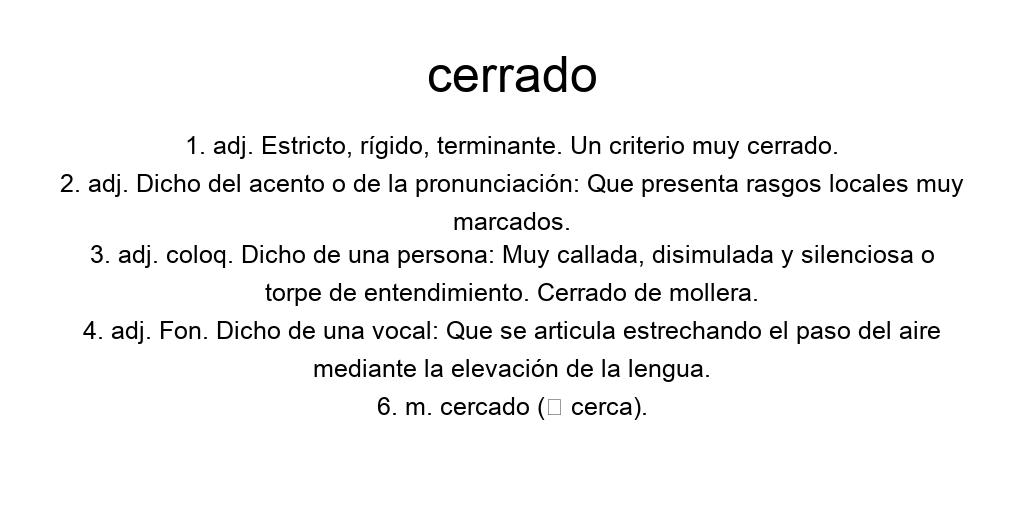 cerrado
1. adj. Estricto, rígido, terminante. Un criterio muy cerrado.
2. adj. Dicho del acento o de la pronunciación: Que presenta rasgos locales muy
marcados.
3. adj. coloq. Dicho de una persona: Muy callada, disimulada y silenciosa o
torpe de entendimiento. Cerrado de mollera.
4. adj. Fon. Dicho de una vocal: Que se articula estrechando el paso del aire
mediante la elevación de la lengua.
6. m. cercado (□ cerca).